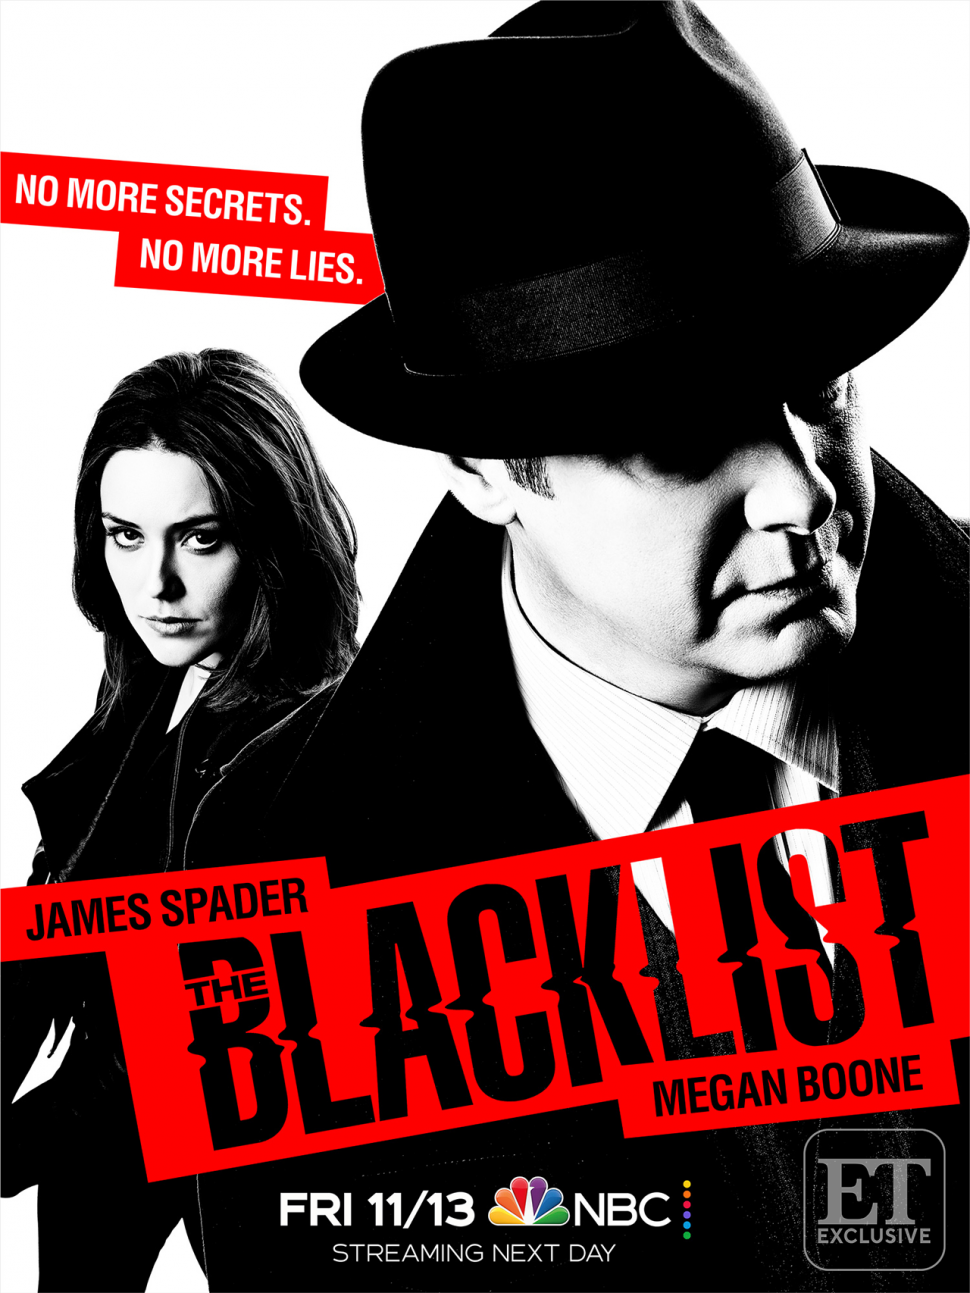 NO MORE SECRETS.
NO MORE LIES.
JAMES SPADER
THE
BLACKLIST
MEGAN BOONE
FRI 11/13 NBC
STREAMING NEXT DAY
ET
EXCLUSIVE